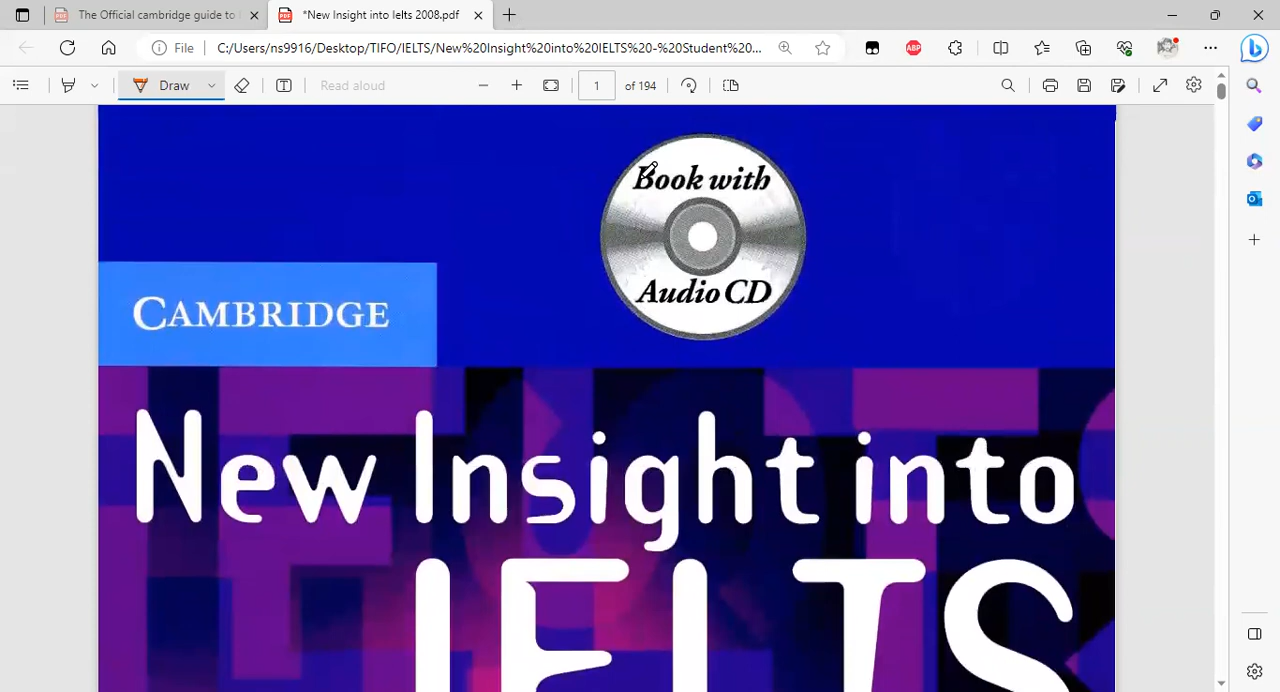 The Official cambridge guide to
*New Insight into Ielts 2008.pdf
File
C:/Users/ns9916/Desktop/TIFO/IELTS/New%20Insight%20into%20IELTS%20-%20Student%20...
ABP
Draw
Read aloud
1 of 194
Book with
Audio CD
CAMBRIDGE
New Insight into
IELTS